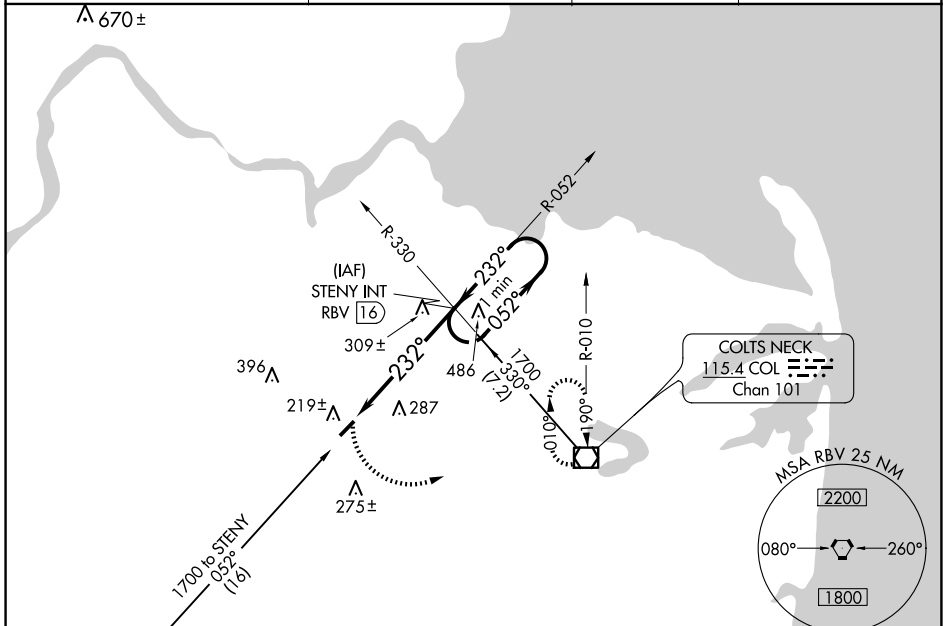 670±
R-052
R-330
(IAF)
STENY INT
RBV 16
309±
232°
1 min
052°
486
232°
1700
330°
(7.2)
R-010
COLTS NECK
115.4 COL
Chan 101
396
219±
287
010°
190°
275±
1700 to STENY
052°
(16)
MSA RBV 25 NM
2200
080°
260°
1800